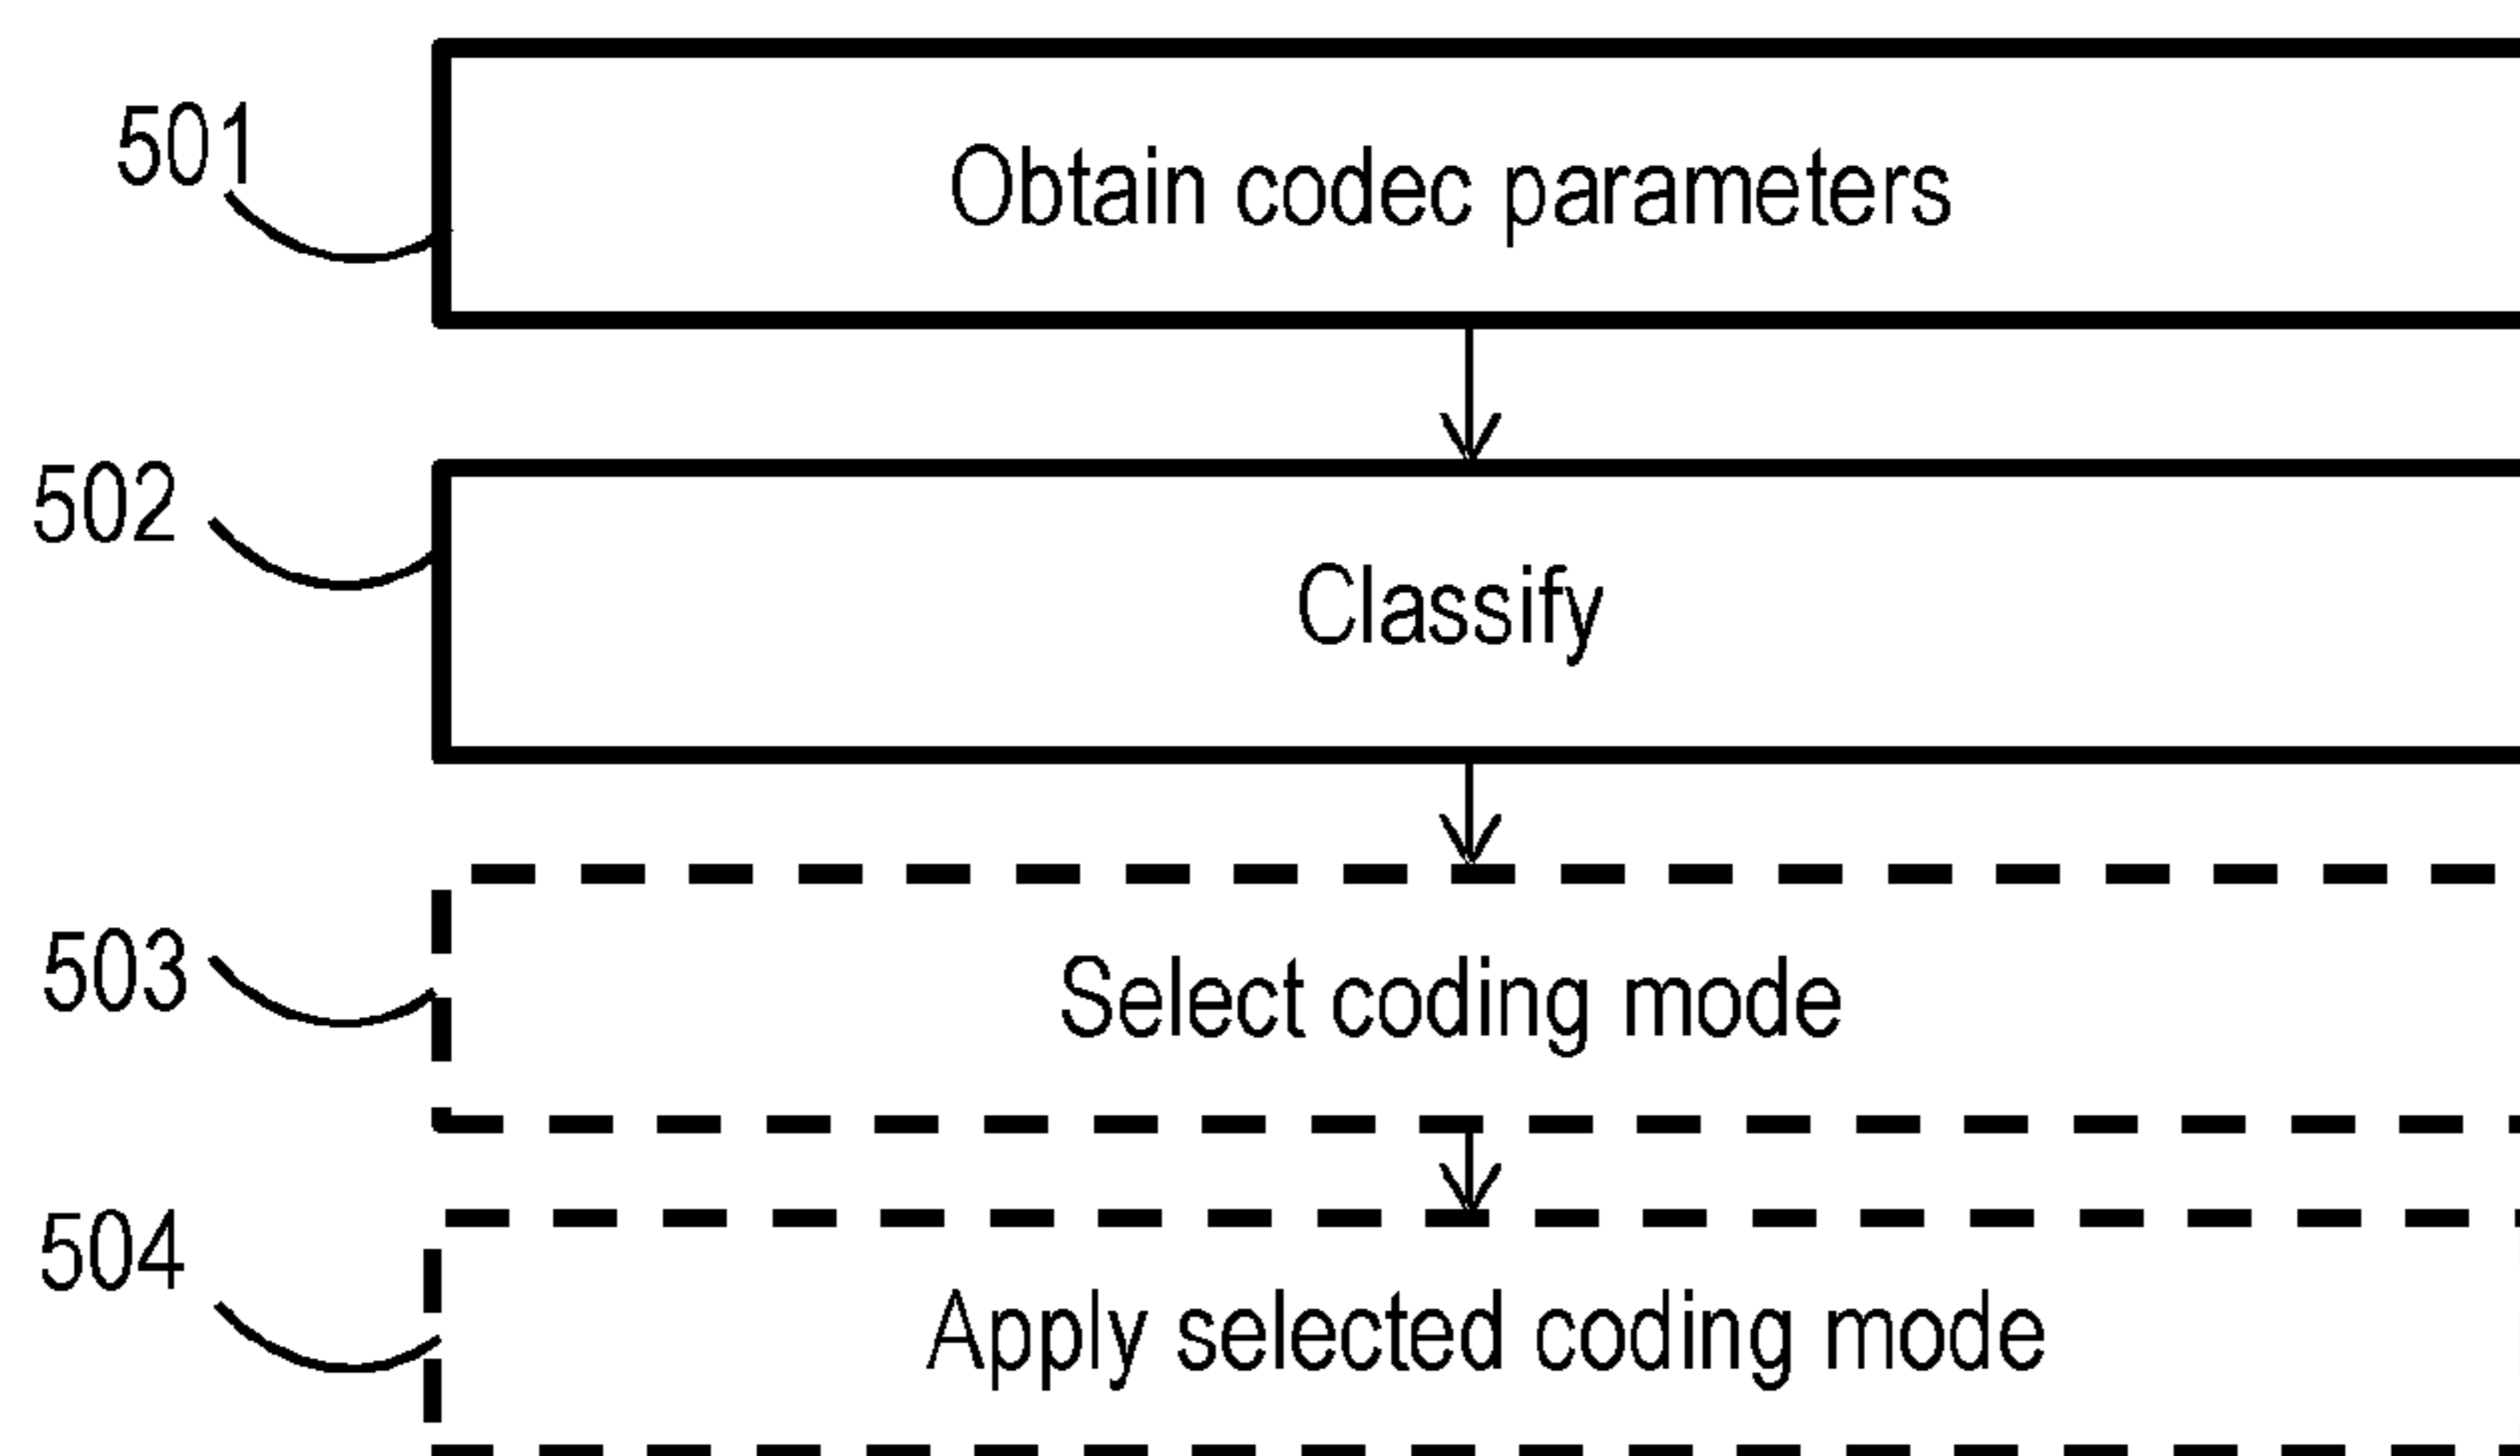 501
Obtain codec parameters
502
Classify
503
Select coding mode
504
Apply selected coding mode